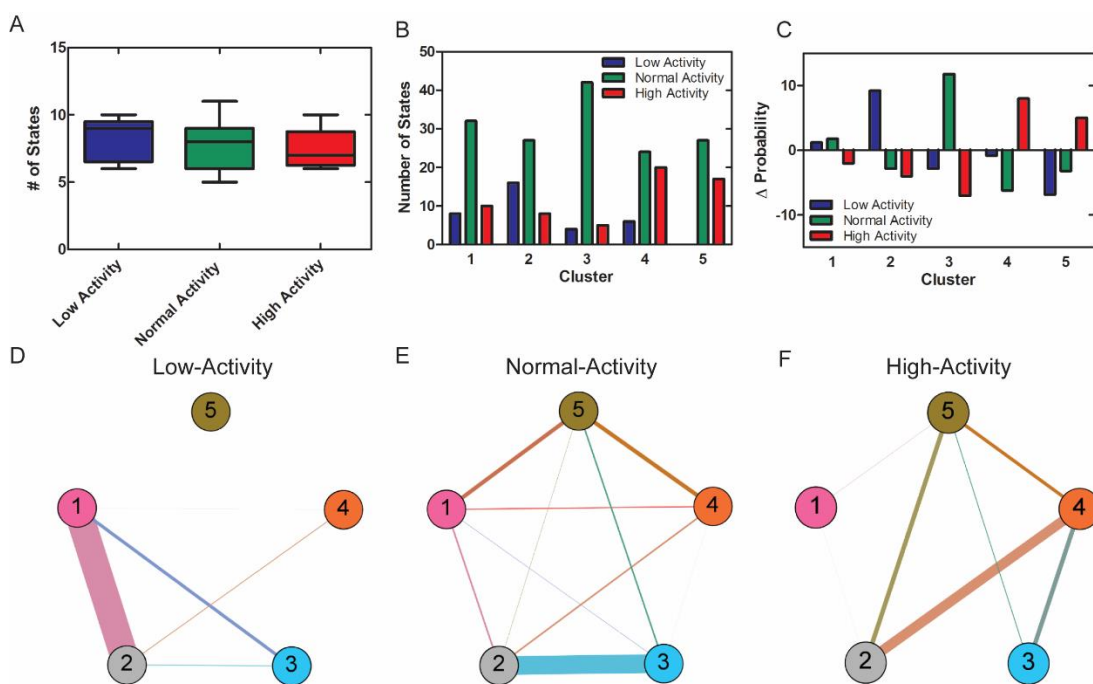 A
15
10
5
0
# of States
Low Activity
Normal Activity
High Activity
B
50
40
30
20
10
0
Number of States
Low Activity
Normal Activity
High Activity
1 2 3 4 5
Cluster
C
10
0
-10
Δ Probability
Low Activity
Normal Activity
High Activity
1 2 3 4 5
Cluster
D
Low-Activity
5
1
4
2
3
E
Normal-Activity
5
1
4
2
3
F
High-Activity
5
1
4
2
3